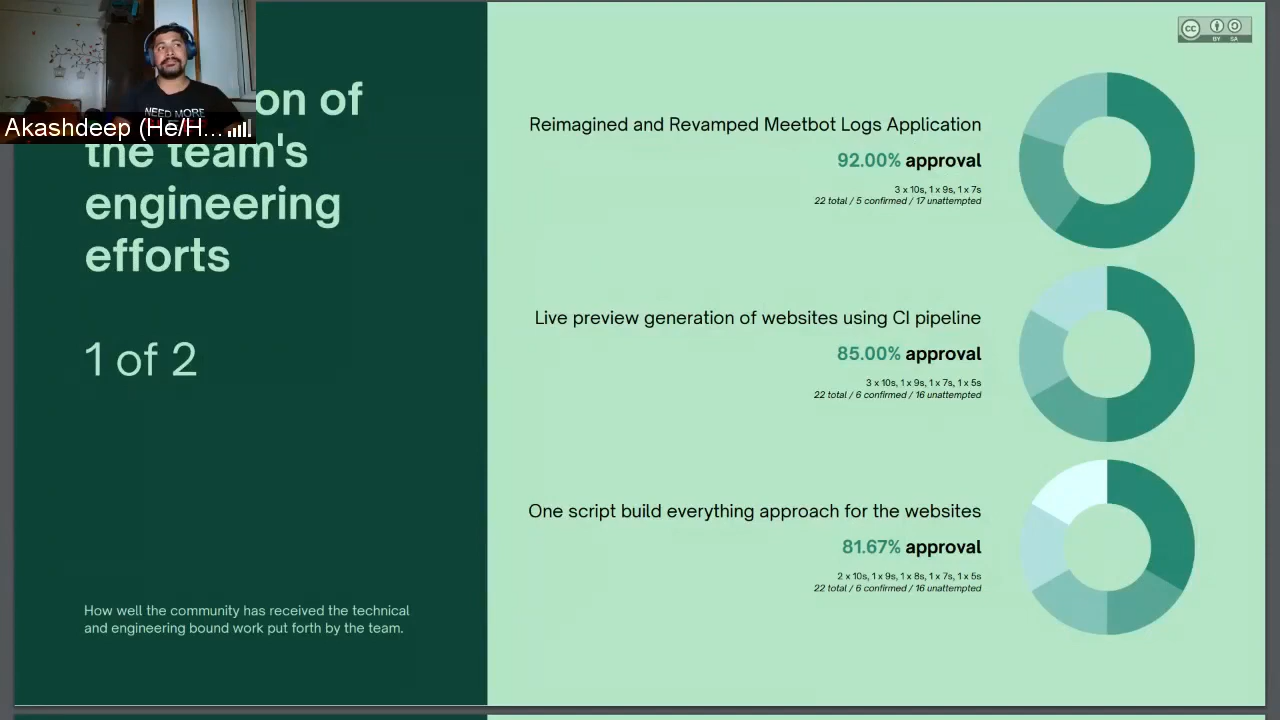 NEED MORE
Akashdeep (He/H...
on of
the team's
engineering
efforts
1 of 2
How well the community has received the technical
and engineering bound work put forth by the team.
CC
BY SA
Reimagined and Revamped Meetbot Logs Application
92.00% approval
3 x 10s, 1 x 9s, 1 x 7s
22 total / 5 confirmed / 17 unattempted
Live preview generation of websites using CI pipeline
85.00% approval
3 x 10s, 1 x 9s, 1 x 7s, 1 x 5s
22 total / 6 confirmed / 16 unattempted
One script build everything approach for the websites
81.67% approval
2 x 10s, 1 x 9s, 1 x 8s, 1 x 7s, 1 x 5s
22 total / 6 confirmed / 16 unattempted